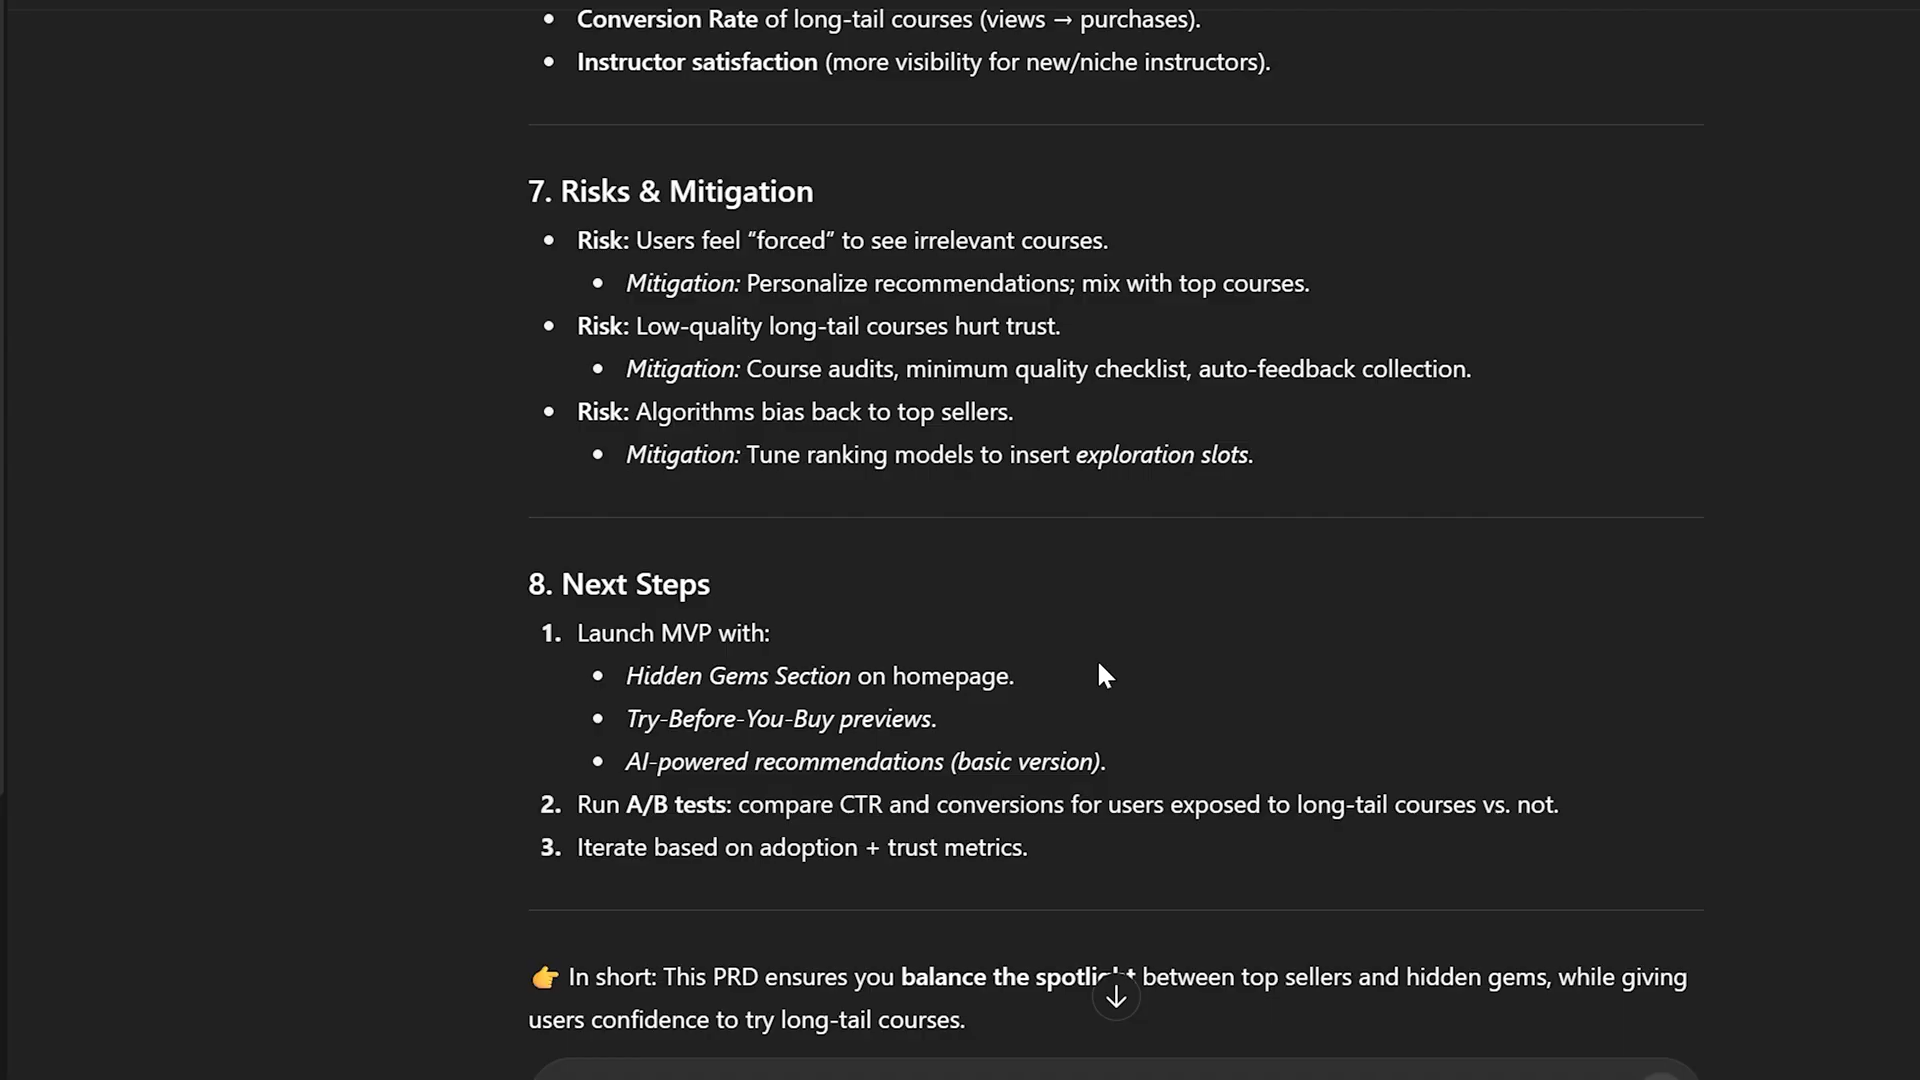 • Conversion Rate of long-tail courses (views → purchases).
• Instructor satisfaction (more visibility for new/niche instructors).
7. Risks & Mitigation
• Risk: Users feel “forced” to see irrelevant courses.
• Mitigation: Personalize recommendations; mix with top courses.
• Risk: Low-quality long-tail courses hurt trust.
• Mitigation: Course audits, minimum quality checklist, auto-feedback collection.
• Risk: Algorithms bias back to top sellers.
• Mitigation: Tune ranking models to insert exploration slots.
8. Next Steps
1. Launch MVP with:
• Hidden Gems Section on homepage.
• Try-Before-You-Buy previews.
• AI-powered recommendations (basic version).
2. Run A/B tests: compare CTR and conversions for users exposed to long-tail courses vs. not.
3. Iterate based on adoption + trust metrics.
👉 In short: This PRD ensures you balance the spotlight between top sellers and hidden gems, while giving
users confidence to try long-tail courses.